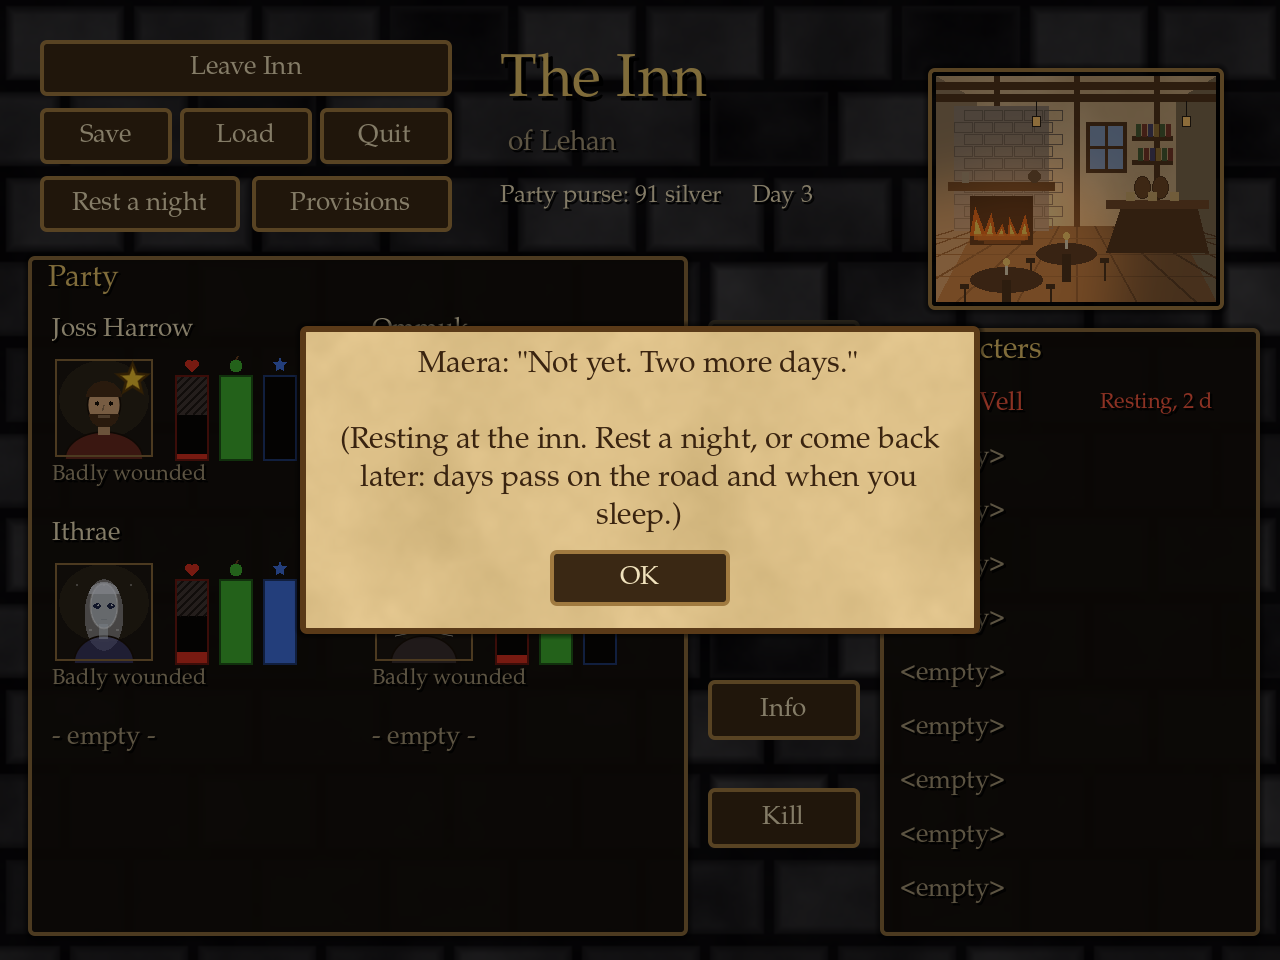 Leave Inn
Save
Load
Quit
Rest a night
Provisions
The Inn
of Lehan
Party purse: 91 silver
Day 3
Party
Joss Harrow
Badly wounded
Ithrae
Badly wounded
Badly wounded
- empty -
- empty -
Maera: "Not yet. Two more days."
(Resting at the inn. Rest a night, or come back
later: days pass on the road and when you
sleep.)
OK
Info
Kill
Vell
Resting, 2 d
<empty>
<empty>
<empty>
<empty>
<empty>